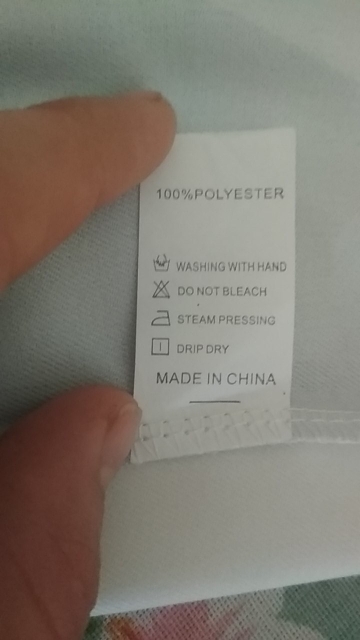 100%POLYESTER
WASHING WITH HAND
DO NOT BLEACH
STEAM PRESSING
DRIP DRY
MADE IN CHINA